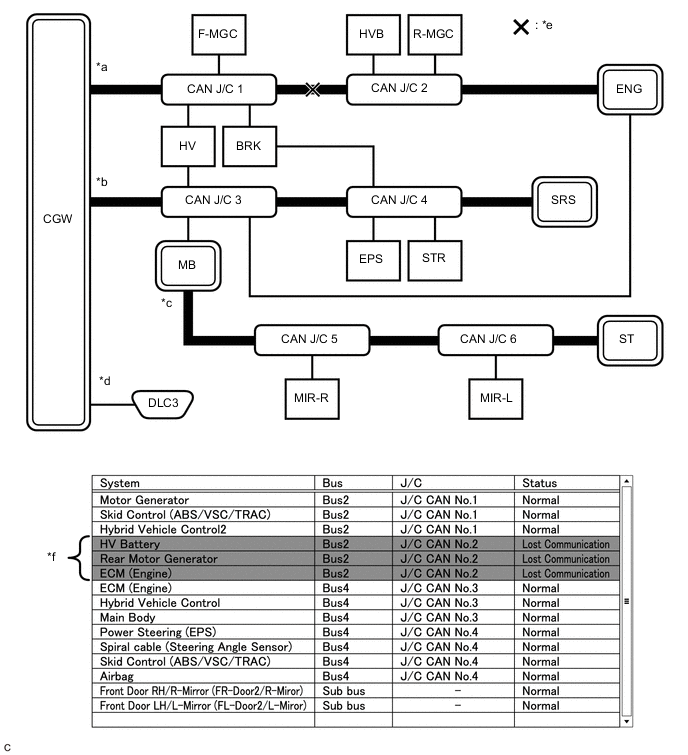 F-MGC HVB R-MGC : *e
*a CAN J/C 1 CAN J/C 2 ENG
HV BRK
*b CAN J/C 3 CAN J/C 4 SRS
CGW
MB EPS STR
*c
CAN J/C 5 CAN J/C 6 ST
*d DLC3 MIR-R MIR-L
System Bus J/C Status
Motor Generator Bus2 J/C CAN No.1 Normal
Skid Control (ABS/VSC/TRAC) Bus2 J/C CAN No.1 Normal
Hybrid Vehicle Control2 Bus2 J/C CAN No.1 Normal
*f HV Battery Bus2 J/C CAN No.2 Lost Communication
Rear Motor Generator Bus2 J/C CAN No.2 Lost Communication
ECM (Engine) Bus2 J/C CAN No.2 Lost Communication
ECM (Engine) Bus4 J/C CAN No.3 Normal
Hybrid Vehicle Control Bus4 J/C CAN No.3 Normal
Main Body Bus4 J/C CAN No.3 Normal
Power Steering (EPS) Bus4 J/C CAN No.4 Normal
Spiral cable (Steering Angle Sensor) Bus4 J/C CAN No.4 Normal
Skid Control (ABS/VSC/TRAC) Bus4 J/C CAN No.4 Normal
Airbag Bus4 J/C CAN No.4 Normal
Front Door RH/R-Mirror (FR-Door2/R-Miror) Sub bus - Normal
Front Door LH/L-Mirror (FL-Door2/L-Miror) Sub bus - Normal
C